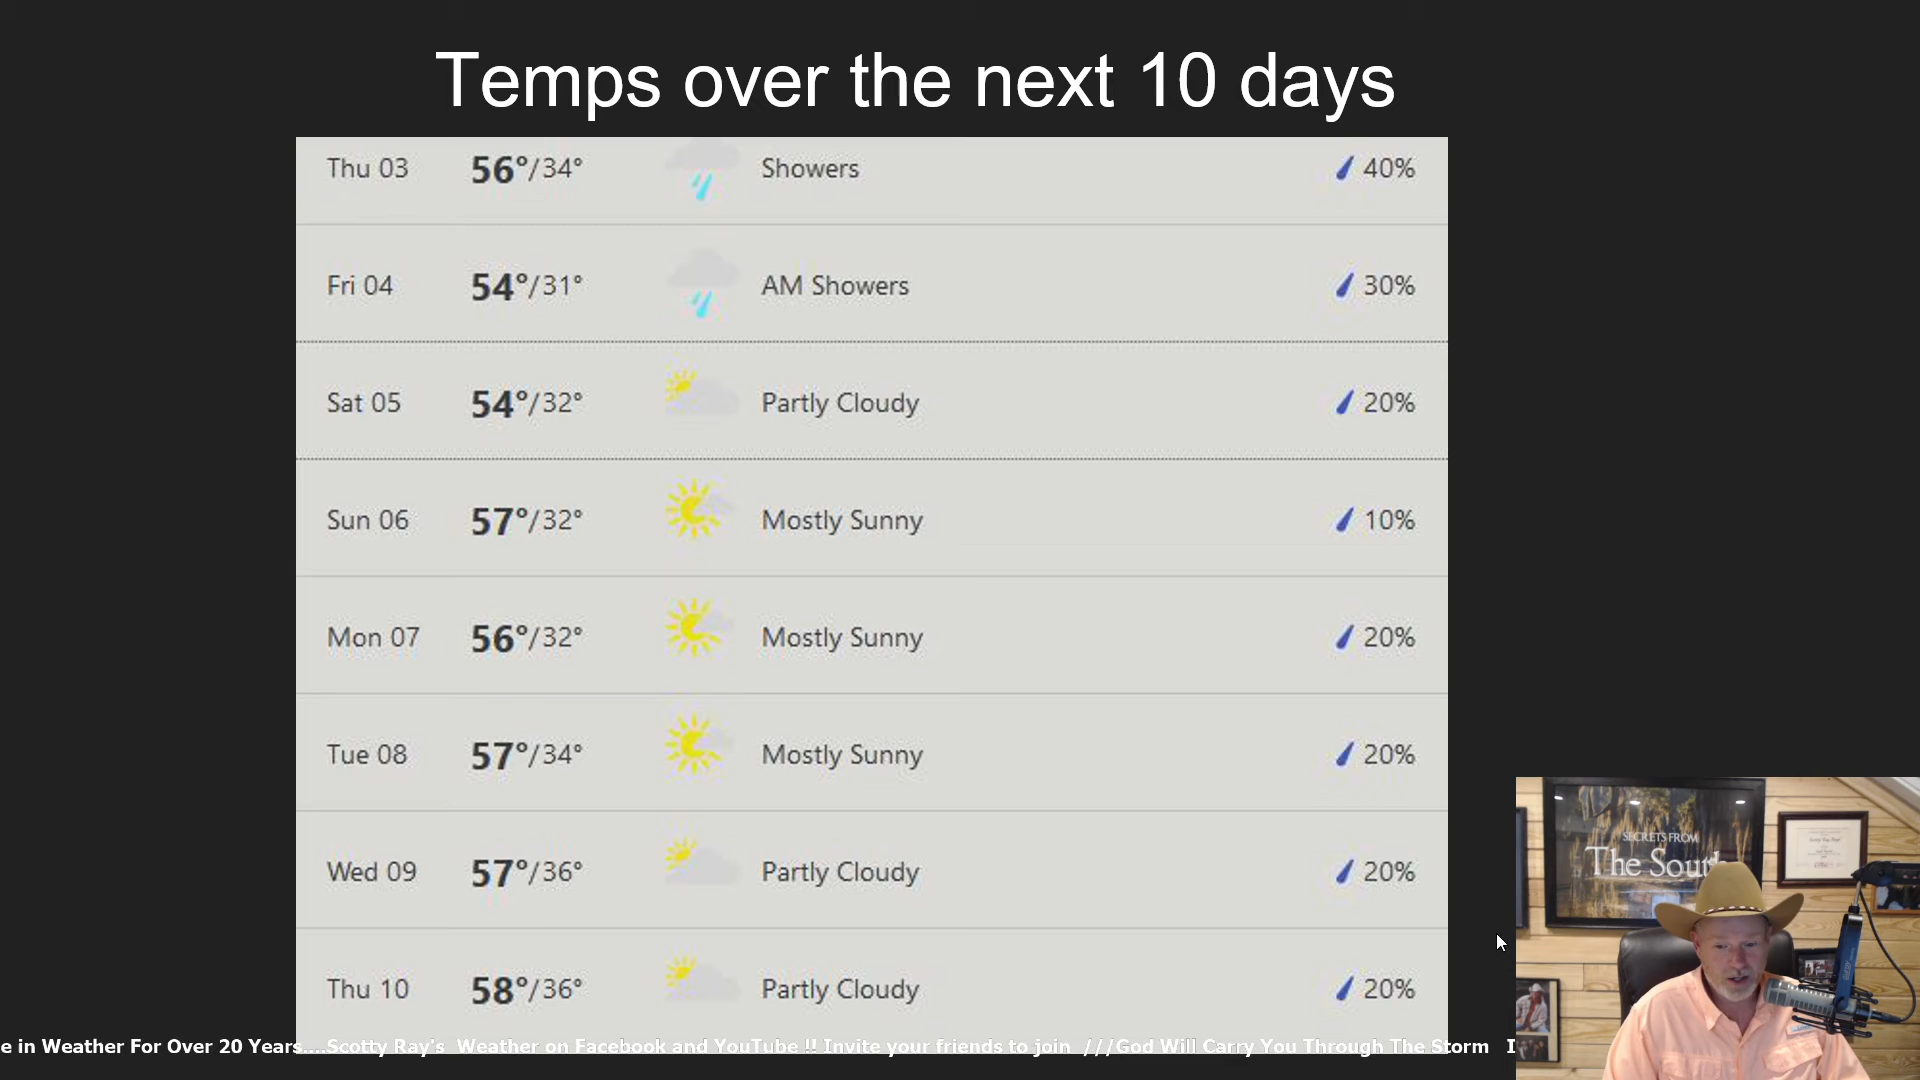 Temps over the next 10 days
Thu 03 56°/34° Showers 40%
Fri 04 54°/31° AM Showers 30%
Sat 05 54°/32° Partly Cloudy 20%
Sun 06 57°/32° Mostly Sunny 10%
Mon 07 56°/32° Mostly Sunny 20%
Tue 08 57°/34° Mostly Sunny 20%
Wed 09 57°/36° Partly Cloudy 20%
Thu 10 58°/36° Partly Cloudy 20%
SECRETS FROM
The South
e in Weather For Over 20 Years....Scotty Ray's Weather on Facebook and YouTube !! Invite your friends to join ///God Will Carry You Through The Storm I